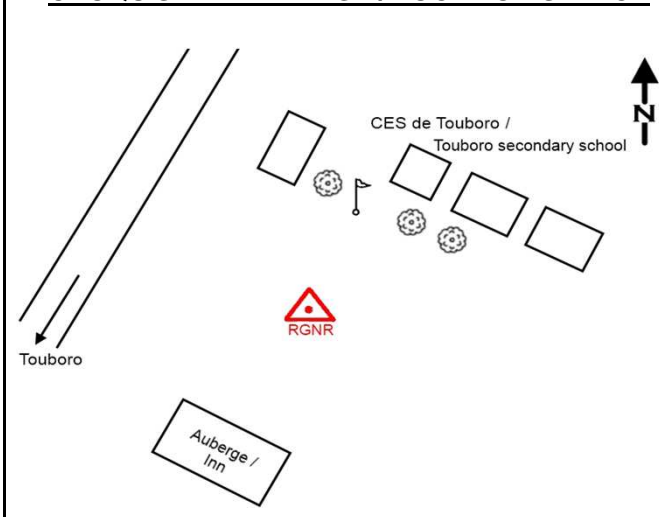 CES de Touboro /
Touboro secondary school
N
RGNR
Touboro
Auberge /
Inn